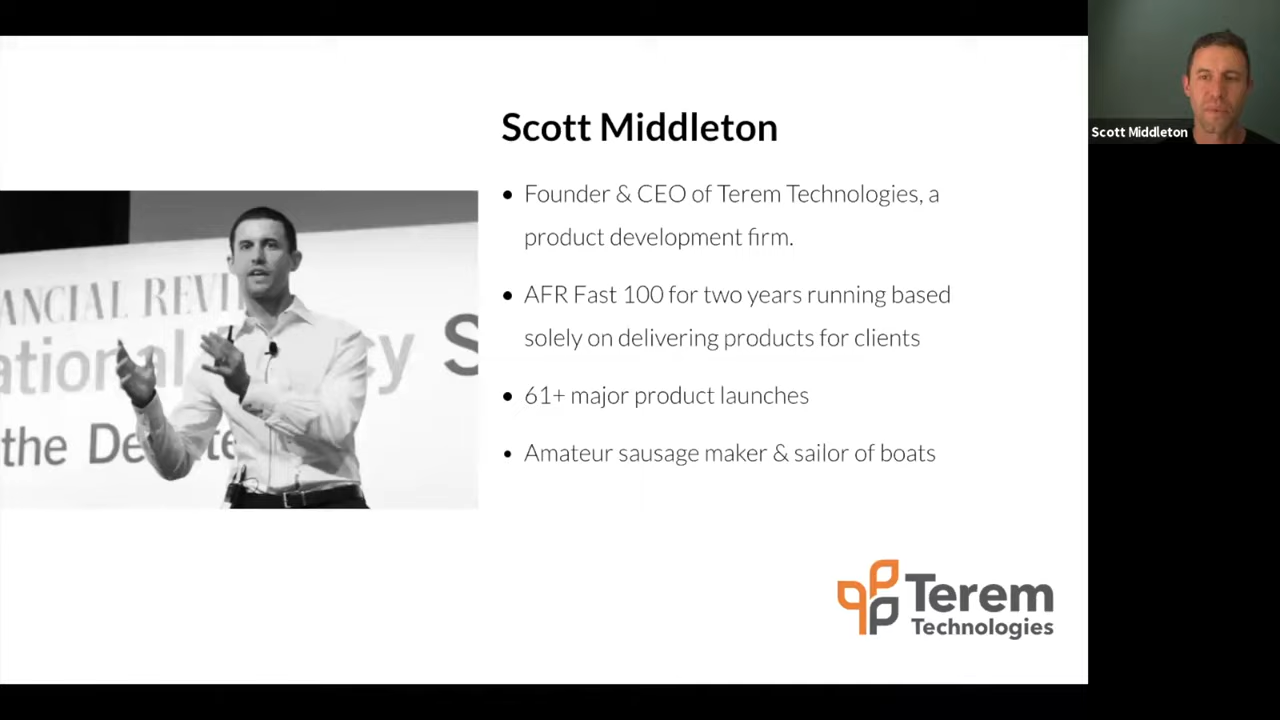 Scott Middleton
• Founder & CEO of Terem Technologies, a
product development firm.
• AFR Fast 100 for two years running based
solely on delivering products for clients
• 61+ major product launches
• Amateur sausage maker & sailor of boats
Terem
Technologies
Scott Middleton
the